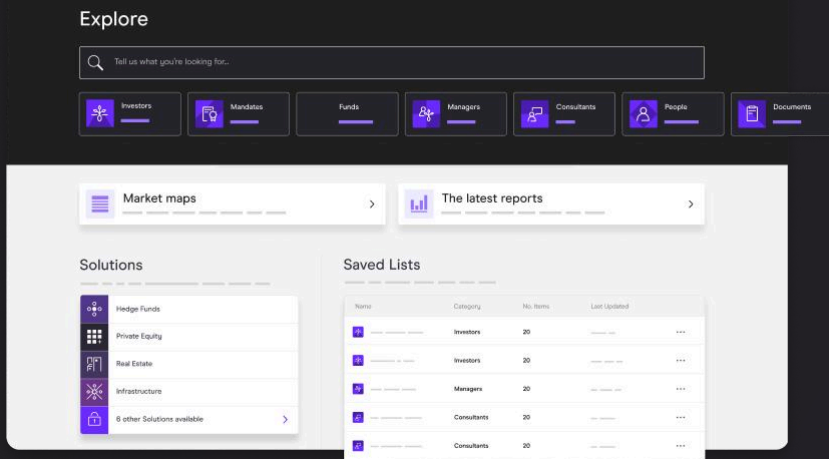 Explore
Tell us what you're looking for...
Investors
Mandates
Funds
Managers
Consultants
People
Documents
Market maps
The latest reports
Solutions
Saved Lists
Hedge Funds
Private Equity
Real Estate
Infrastructure
6 other Solutions available
Name Category No. Items Last Updated
Investors 20
Investors 20
Managers 20
Consultants 20
Consultants 20